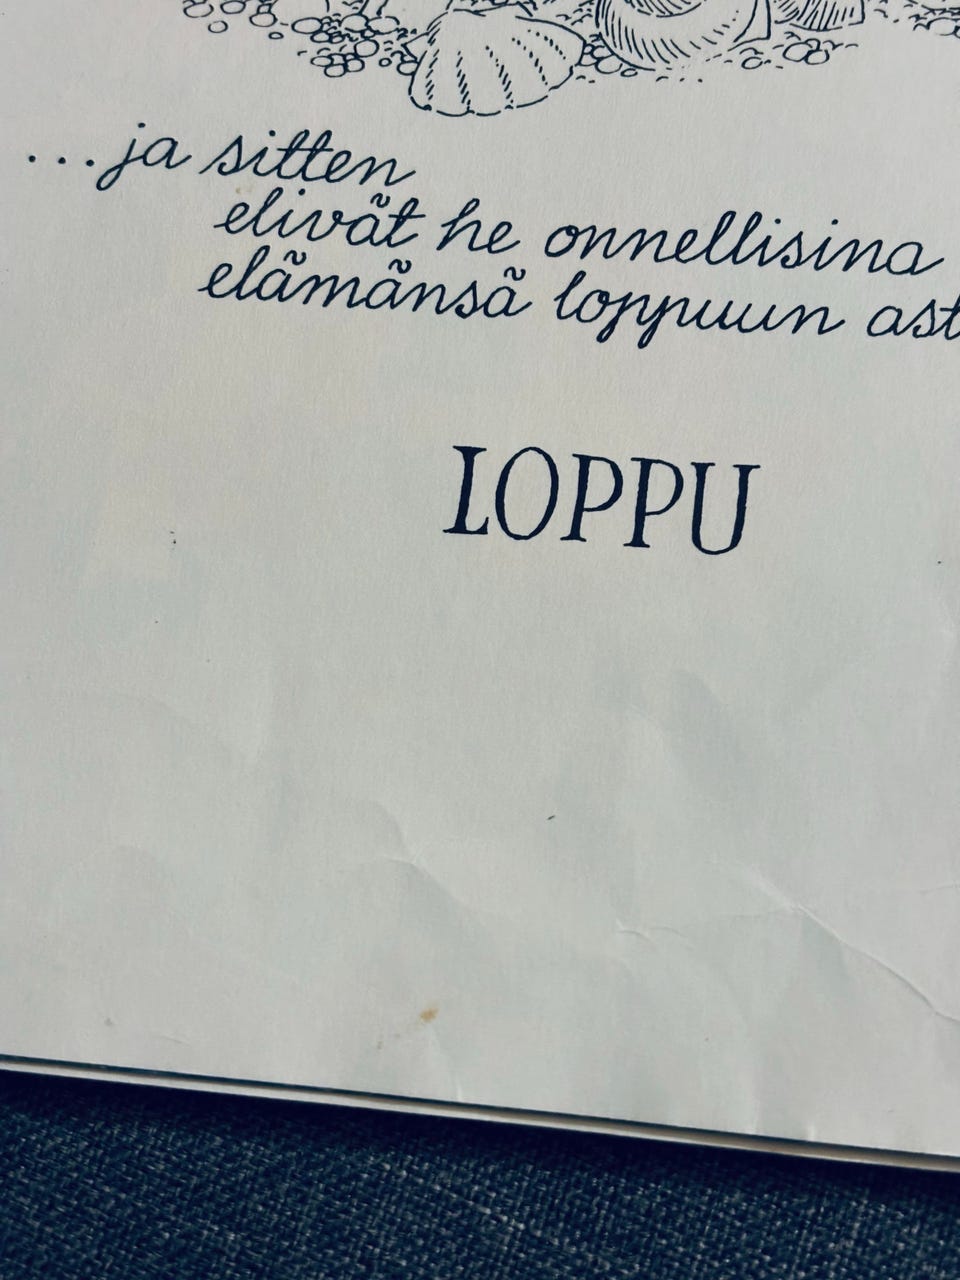 ...ja sitten
elivät he onnellisina
elämänsä loppuun ast
LOPPU